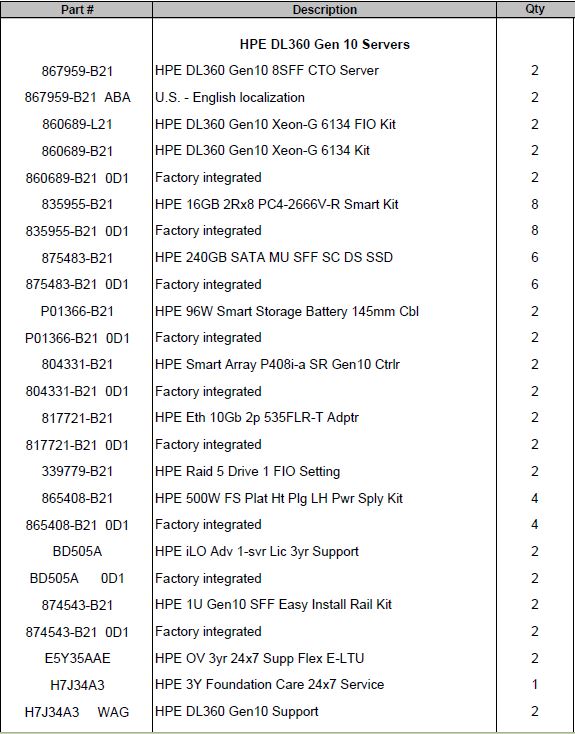 Part # Description Qty
HPE DL360 Gen 10 Servers
867959-B21 HPE DL360 Gen10 8SFF CTO Server 2
867959-B21 ABA U.S. - English localization 2
860689-L21 HPE DL360 Gen10 Xeon-G 6134 FIO Kit 2
860689-B21 HPE DL360 Gen10 Xeon-G 6134 Kit 2
860689-B21 0D1 Factory integrated 2
835955-B21 HPE 16GB 2Rx8 PC4-2666V-R Smart Kit 8
835955-B21 0D1 Factory integrated 8
875483-B21 HPE 240GB SATA MU SFF SC DS SSD 6
875483-B21 0D1 Factory integrated 6
P01366-B21 HPE 96W Smart Storage Battery 145mm Cbl 2
P01366-B21 0D1 Factory integrated 2
804331-B21 HPE Smart Array P408i-a SR Gen10 Ctrlr 2
804331-B21 0D1 Factory integrated 2
817721-B21 HPE Eth 10Gb 2p 535FLR-T Adptr 2
817721-B21 0D1 Factory integrated 2
339779-B21 HPE Raid 5 Drive 1 FIO Setting 2
865408-B21 HPE 500W FS Plat Ht Plg LH Pwr Sply Kit 4
865408-B21 0D1 Factory integrated 4
BD505A HPE iLO Adv 1-svr Lic 3yr Support 2
BD505A 0D1 Factory integrated 2
874543-B21 HPE 1U Gen10 SFF Easy Install Rail Kit 2
874543-B21 0D1 Factory integrated 2
E5Y35AAE HPE OV 3yr 24x7 Supp Flex E-LTU 2
H7J34A3 HPE 3Y Foundation Care 24x7 Service 1
H7J34A3 WAG HPE DL360 Gen10 Support 2